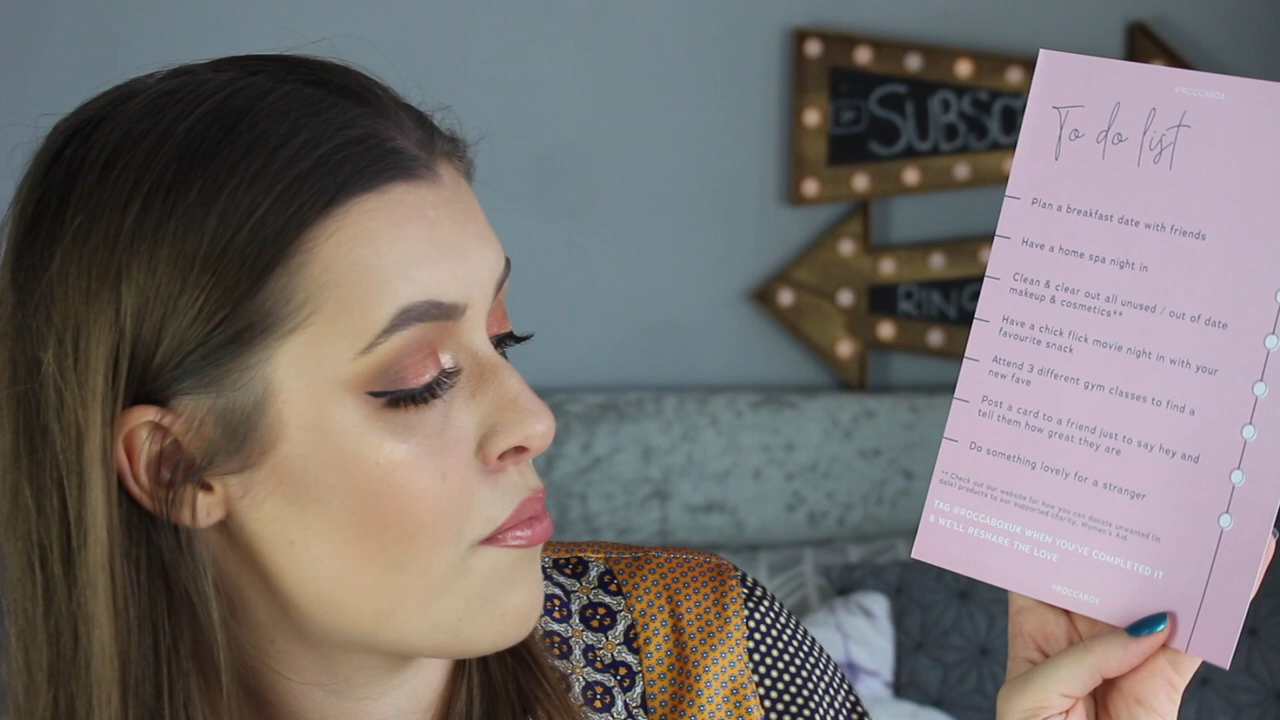 SUBSC
RING
@ROCCABOX
To do list
Plan a breakfast date with friends
Have a home spa night in
Clean & clear out all unused / out of date
makeup & cosmetics**
Have a chick flick movie night in with your
favourite snack
Attend 3 different gym classes to find a
new fave
Post a card to a friend just to say hey and
tell them how great they are
Do something lovely for a stranger
** Check out our website for how you can donate unwanted (in
date) products to our supported charity, Women's Aid.
TAG @ROCCABOXUK WHEN YOU'VE COMPLETED IT
& WE'LL RESHARE THE LOVE
#ROCCABOX